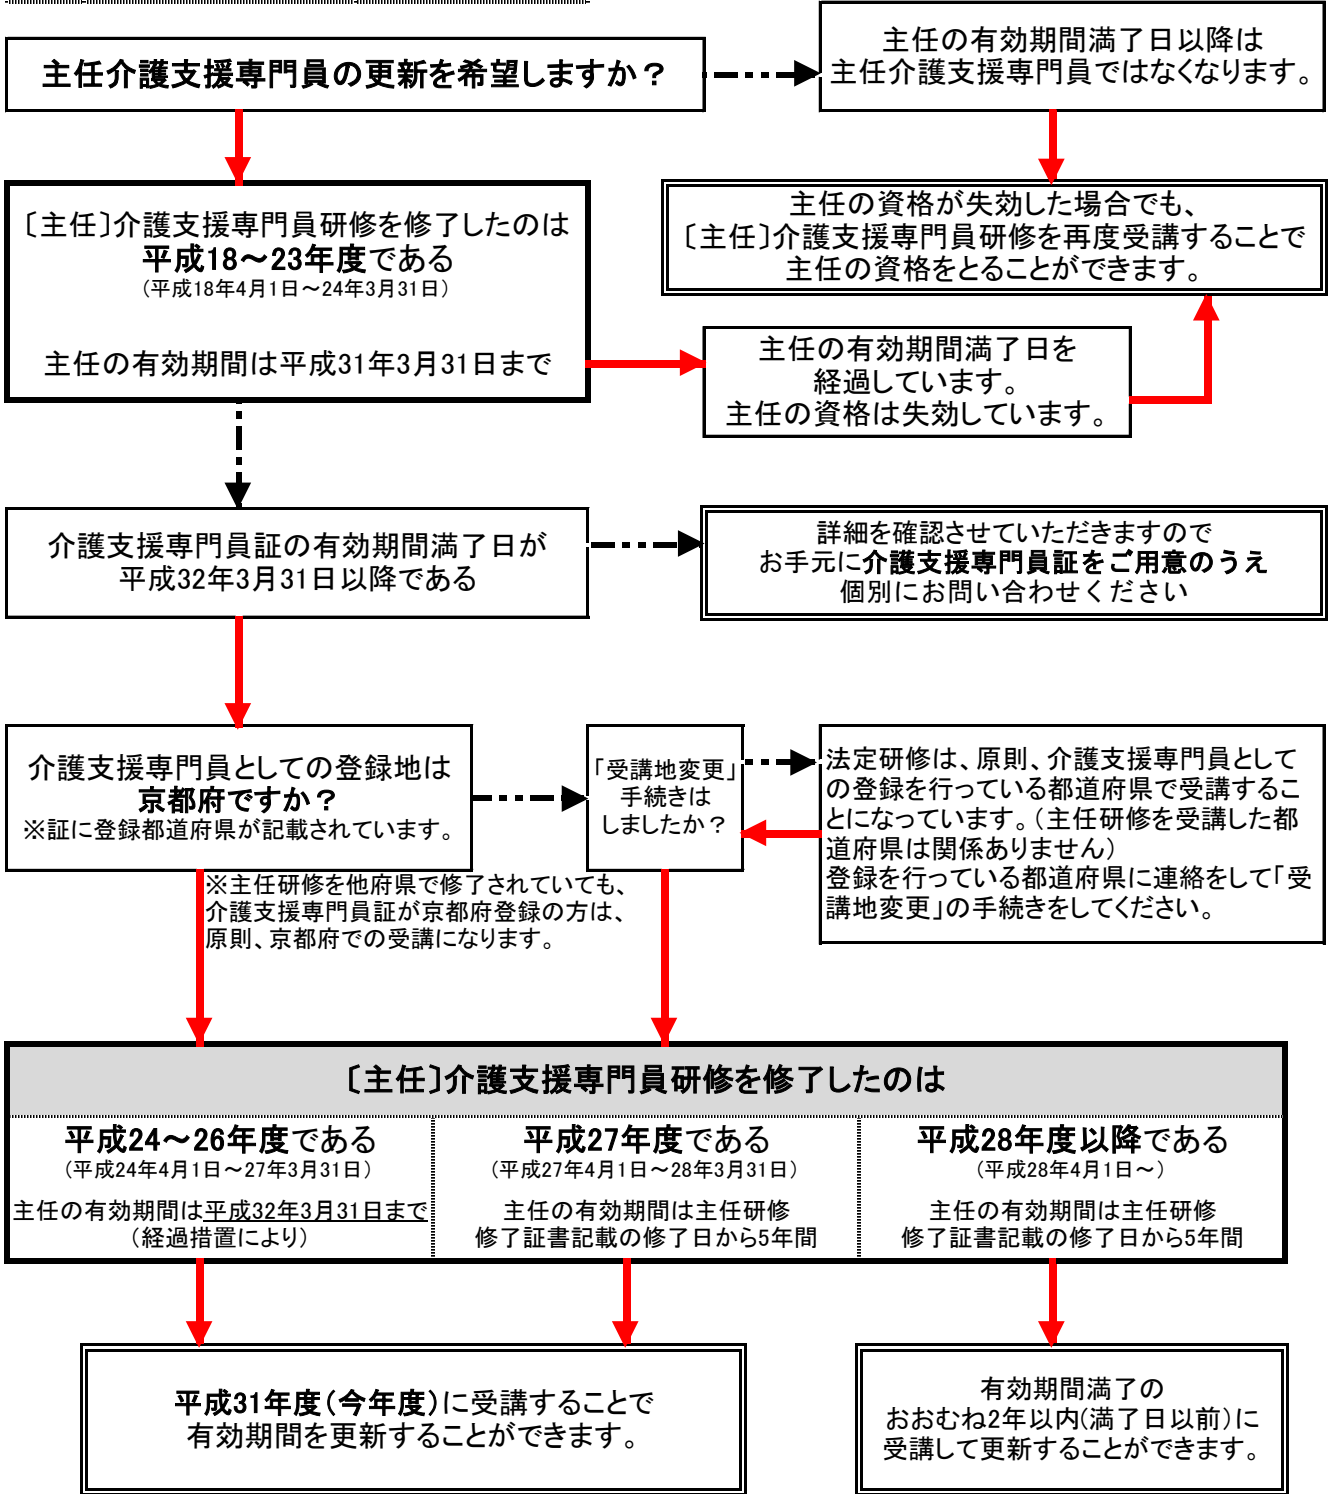 主任介護支援専門員の更新を希望しますか？
主任の有効期間満了日以降は
主任介護支援専門員ではなくなります。
〔主任〕介護支援専門員研修を修了したのは
平成18～23年度である
（平成18年4月1日～24年3月31日）
主任の有効期間は平成31年3月31日まで
主任の資格が失効した場合でも、
〔主任〕介護支援専門員研修を再度受講することで
主任の資格をとることができます。
主任の有効期間満了日を
経過しています。
主任の資格は失効しています。
介護支援専門員証の有効期間満了日が
平成32年3月31日以降である
詳細を確認させていただきますので
お手元に介護支援専門員証をご用意のうえ
個別にお問い合わせください
介護支援専門員としての登録地は
京都府ですか？
※証に登録都道府県が記載されています。
「受講地変更」
手続きは
しましたか？
法定研修は、原則、介護支援専門員として
の登録を行っている都道府県で受講するこ
とになっています。（主任研修を受講した都
道府県は関係ありません）
登録を行っている都道府県に連絡をして「受
講地変更」の手続きをしてください。
※主任研修を他府県で修了されていても、
介護支援専門員証が京都府登録の方は、
原則、京都府での受講になります。
〔主任〕介護支援専門員研修を修了したのは
平成24～26年度である
（平成24年4月1日～27年3月31日）
主任の有効期間は平成32年3月31日まで
（経過措置により）
平成27年度である
（平成27年4月1日～28年3月31日）
主任の有効期間は主任研修
修了証書記載の修了日から5年間
平成28年度以降である
（平成28年4月1日～）
主任の有効期間は主任研修
修了証書記載の修了日から5年間
平成31年度（今年度）に受講することで
有効期間を更新することができます。
有効期間満了の
おおむね2年以内(満了日以前)に
受講して更新することができます。